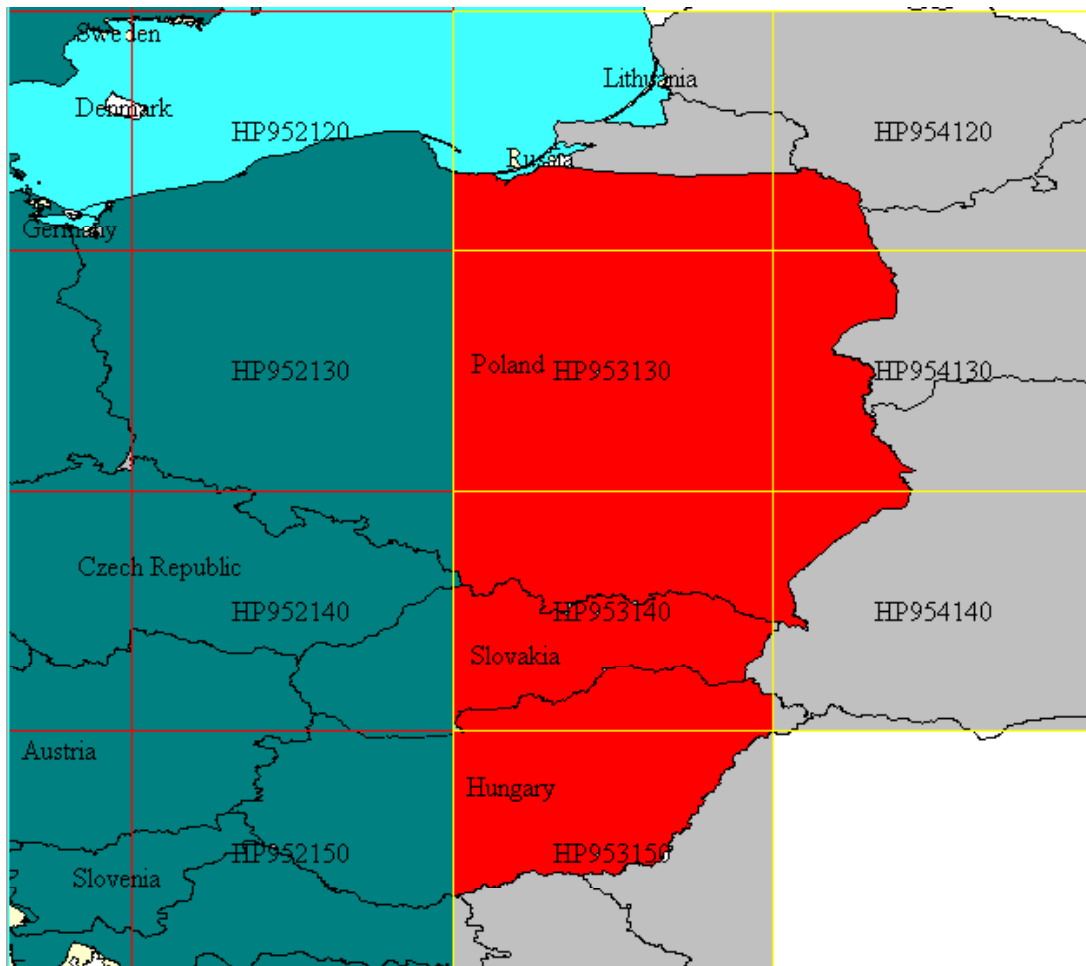 Sweden
Lithuania
Denmark
HP952120
HP954120
Russia
Germany
Poland
HP952130
HP953130
HP954130
Czech Republic
HP952140
HP953140
HP954140
Slovakia
Austria
Hungary
HP952150
HP953150
Slovenia